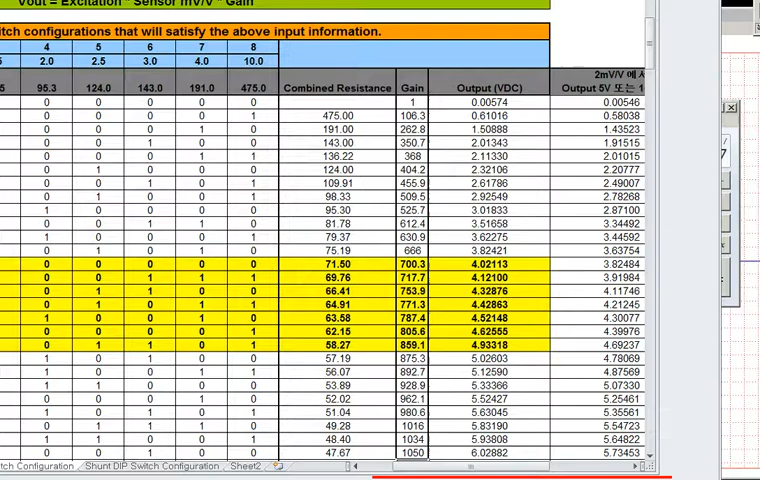 Vout = Excitation * Sensor mV/V * Gain
itch configurations that will satisfy the above input information.
4 5 6 7 8
2.0 2.5 3.0 4.0 10.0
2mV/V 에서
5 95.3 124.0 143.0 191.0 475.0 Combined Resistance Gain Output (VDC) Output 5V 또는 1
0 0 0 0 0 1 0.00574 0.00546
0 0 0 0 1 475.00 106.3 0.61016 0.58038
0 0 0 1 0 191.00 262.8 1.50888 1.43523
0 0 1 0 0 143.00 350.7 2.01343 1.91515
0 0 0 1 1 136.22 368 2.11330 2.01015
0 1 0 0 0 124.00 404.2 2.32106 2.20777
0 0 1 0 1 109.91 455.9 2.61786 2.49007
0 1 0 0 1 98.33 509.5 2.92549 2.78268
1 0 0 0 0 95.30 525.7 3.01833 2.87100
0 0 1 1 0 81.78 612.4 3.51658 3.34492
1 0 0 0 1 79.37 630.9 3.62275 3.44592
0 1 0 1 0 75.19 666 3.82421 3.63754
0 0 0 0 0 71.50 700.3 4.02113 3.82484
0 0 1 1 1 69.76 717.7 4.12100 3.91984
0 1 1 0 0 66.41 753.9 4.32876 4.11746
0 1 0 1 1 64.91 771.3 4.42863 4.21245
1 0 0 1 0 63.58 787.4 4.52148 4.30077
0 0 0 0 1 62.15 805.6 4.62555 4.39976
0 1 1 0 1 58.27 859.1 4.93318 4.69237
1 0 1 0 0 57.19 875.3 5.02603 4.78069
1 0 0 1 1 56.07 892.7 5.12590 4.87569
1 1 0 0 0 53.89 928.9 5.33366 5.07330
0 0 0 1 0 52.02 962.1 5.52427 5.25461
1 0 1 0 1 51.04 980.6 5.63045 5.35561
0 1 1 1 0 49.28 1016 5.83190 5.54723
1 1 0 0 1 48.40 1034 5.93808 5.64822
0 0 1 0 0 47.67 1050 6.02882 5.73453
tch Configuration Shunt DIP Switch Configuration Sheet2
7